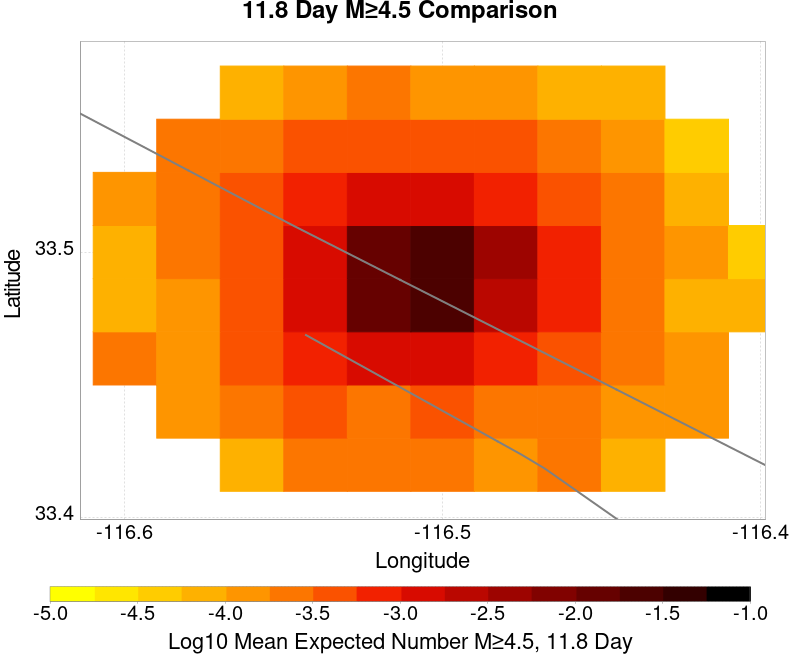 11.8 Day M≥4.5 Comparison
Latitude
33.5
33.4
-116.6 -116.5 -116.4
Longitude
-5.0 -4.5 -4.0 -3.5 -3.0 -2.5 -2.0 -1.5 -1.0
Log10 Mean Expected Number M≥4.5, 11.8 Day